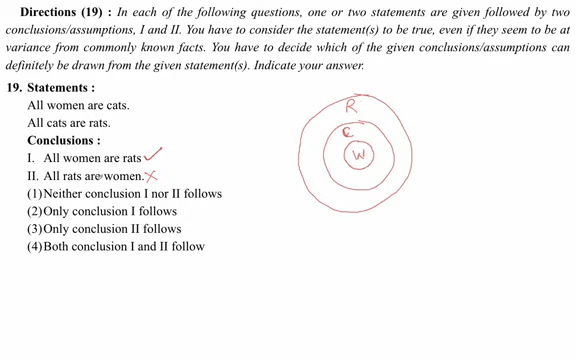 Directions (19) : In each of the following questions, one or two statements are given followed by two
conclusions/assumptions, I and II. You have to consider the statement(s) to be true, even if they seem to be at
variance from commonly known facts. You have to decide which of the given conclusions/assumptions can
definitely be drawn from the given statement(s). Indicate your answer.
19. Statements :
All women are cats.
All cats are rats.
Conclusions :
I. All women are rats
II. All rats are women.
(1)Neither conclusion I nor II follows
(2)Only conclusion I follows
(3)Only conclusion II follows
(4)Both conclusion I and II follow
R
C
W